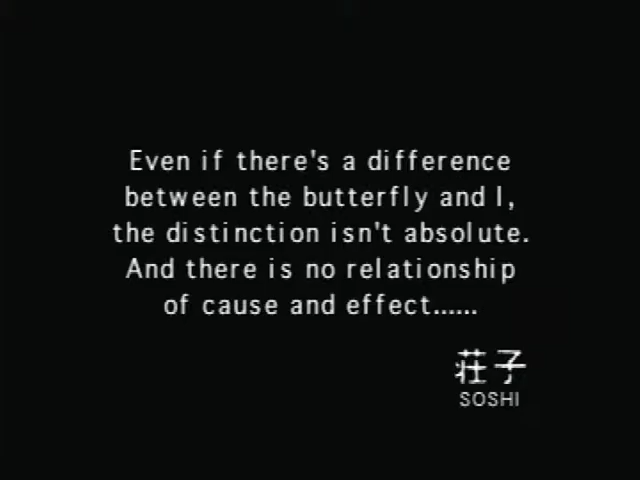 Even if there's a difference
between the butterfly and I,
the distinction isn't absolute.
And there is no relationship
of cause and effect......
荘子
SOSHI